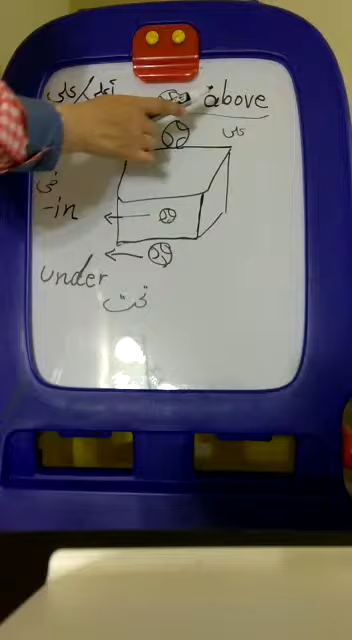 أعلى/على
above
على
في
-in
under
تحت